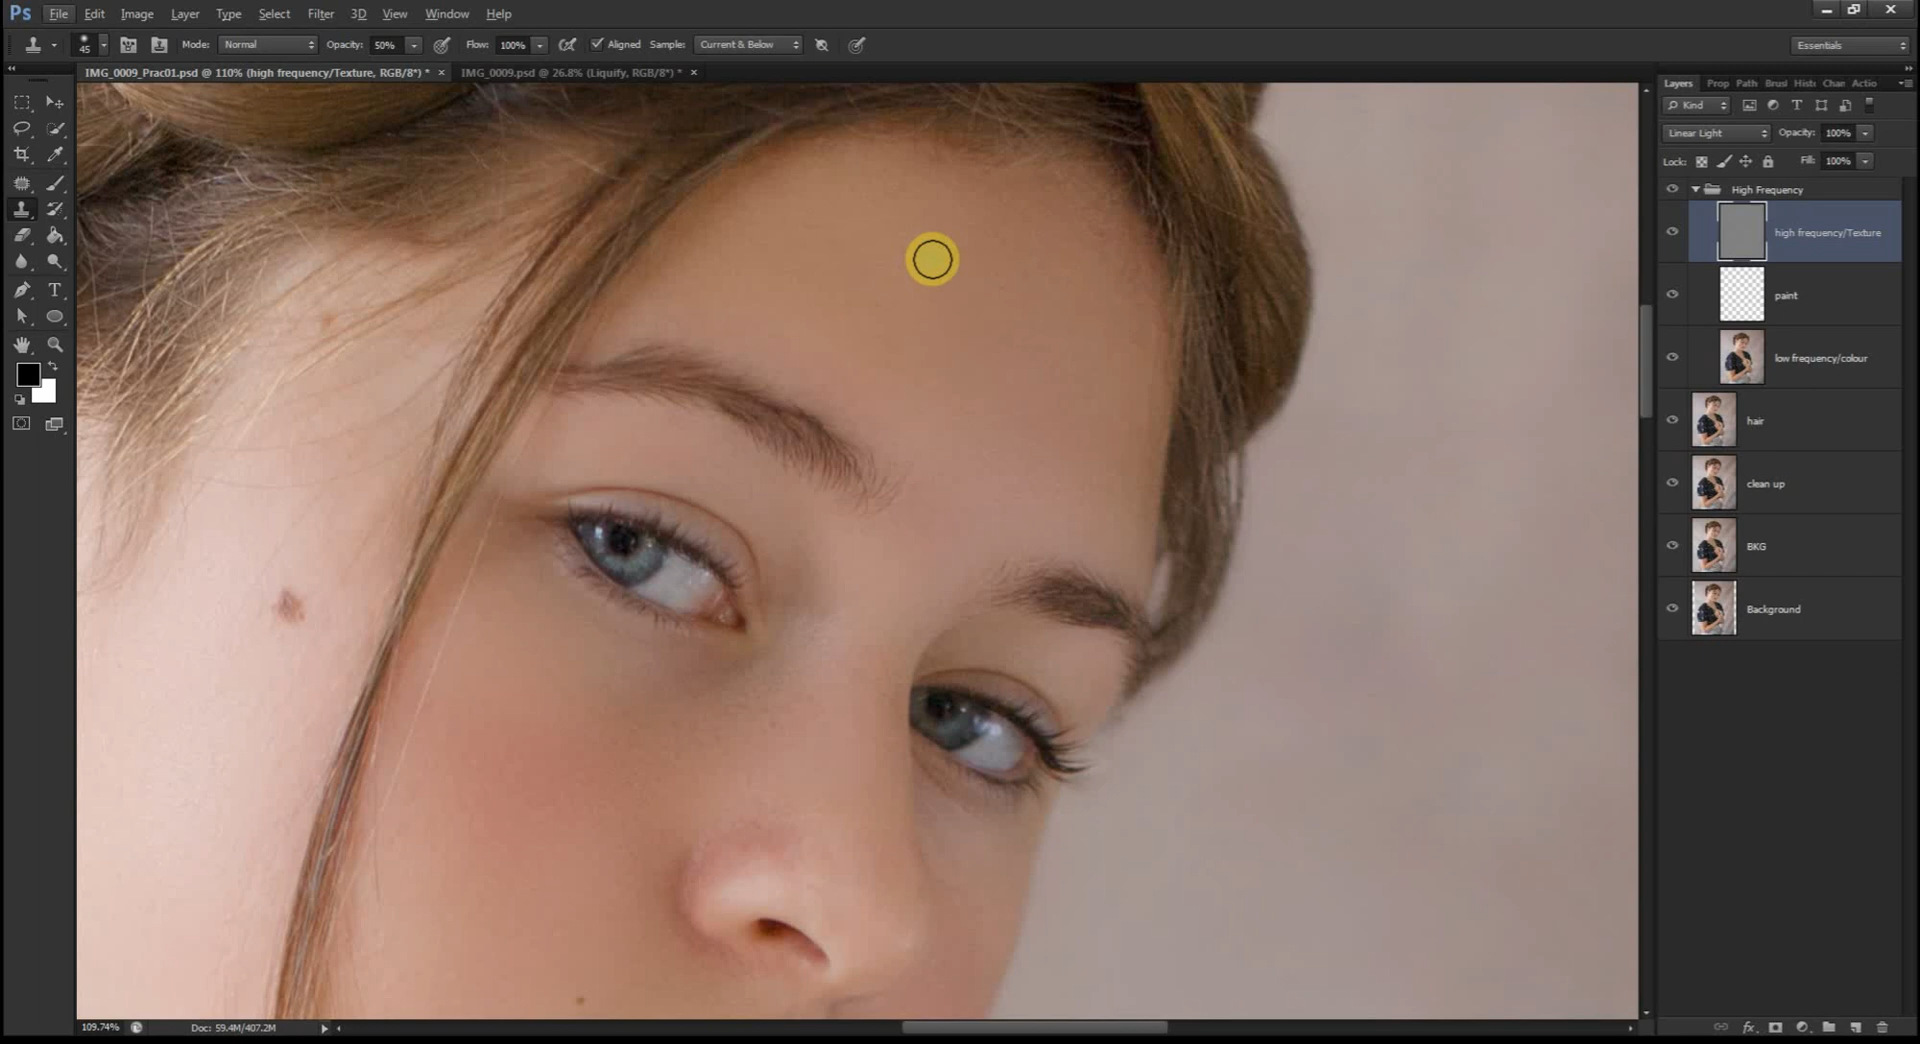 Ps File Edit Image Layer Type Select Filter 3D View Window Help
45 Mode: Normal Opacity: 50% Flow: 100% Aligned Sample: Current & Below Essentials
IMG_0009_Prac01.psd @ 110% (high frequency/Texture, RGB/8*) * × IMG_0009.psd @ 26.8% (Liquify, RGB/8*) * ×
Layers Prop Path Brus Histo Chan Actio
Kind
Linear Light Opacity: 100%
Lock: Fill: 100%
High Frequency
high frequency/Texture
paint
low frequency/colour
hair
clean up
BKG
Background
109.74% Doc: 59.4M/407.2M